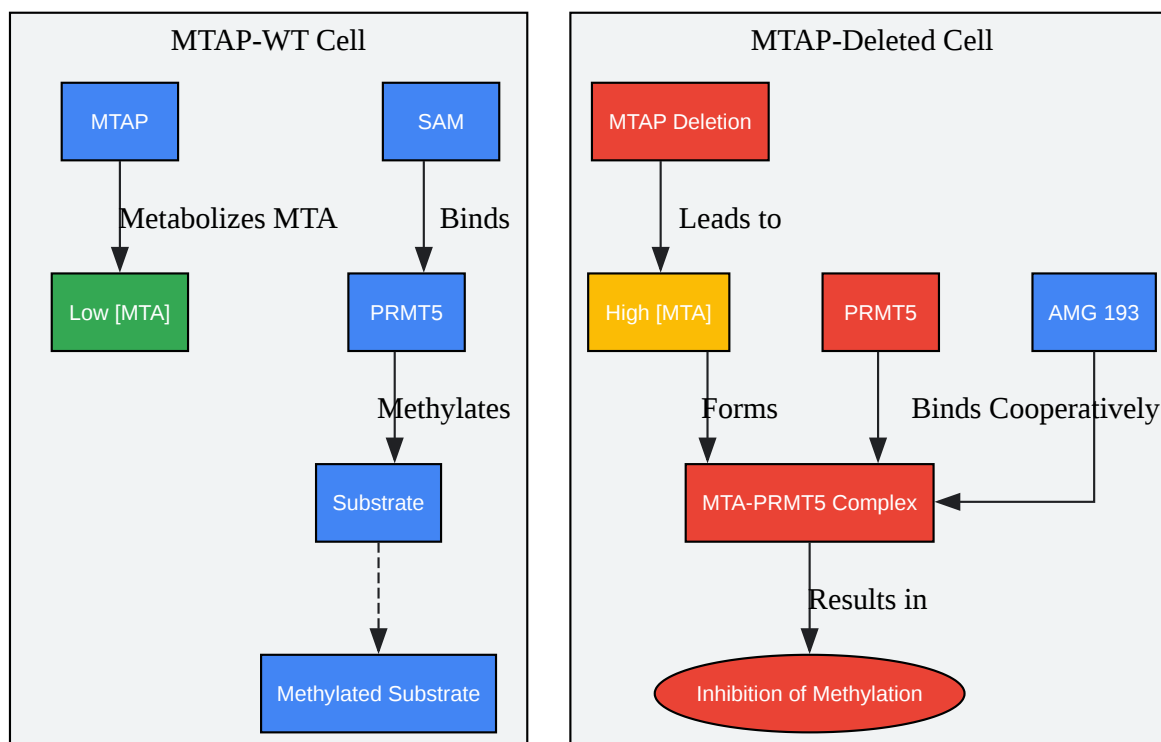 MTAP-WT Cell
MTAP
SAM
Metabolizes MTA
Binds
Low [MTA]
PRMT5
Methylates
Substrate
Methylated Substrate
MTAP-Deleted Cell
MTAP Deletion
Leads to
High [MTA]
PRMT5
AMG 193
Forms
Binds Cooperatively
MTA-PRMT5 Complex
Results in
Inhibition of Methylation